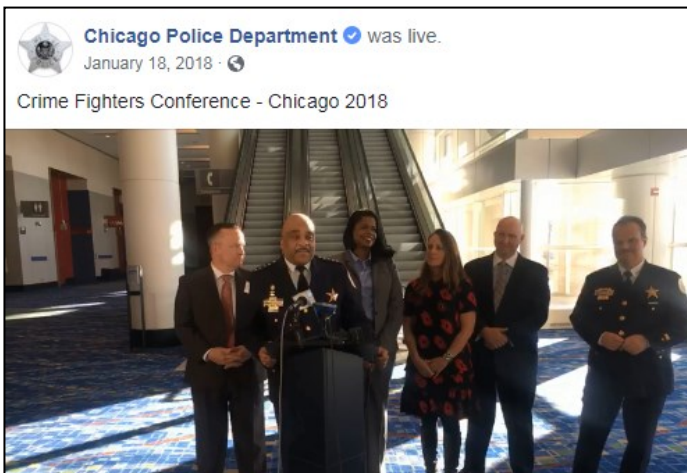 Chicago Police Department was live.
January 18, 2018 ·
Crime Fighters Conference - Chicago 2018